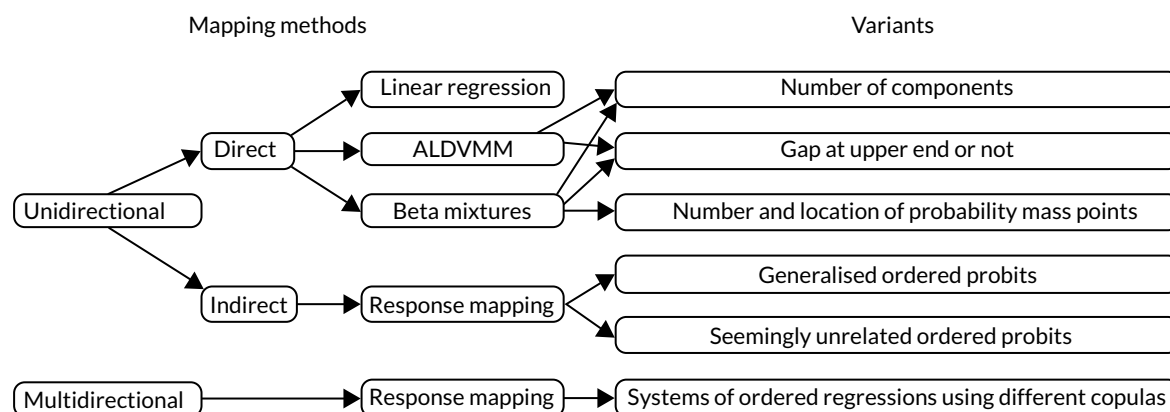 Mapping methods
Variants
Linear regression
Number of components
Direct
ALDVMM
Gap at upper end or not
Unidirectional
Beta mixtures
Number and location of probability mass points
Generalised ordered probits
Indirect
Response mapping
Seemingly unrelated ordered probits
Multidirectional
Response mapping
Systems of ordered regressions using different copulas